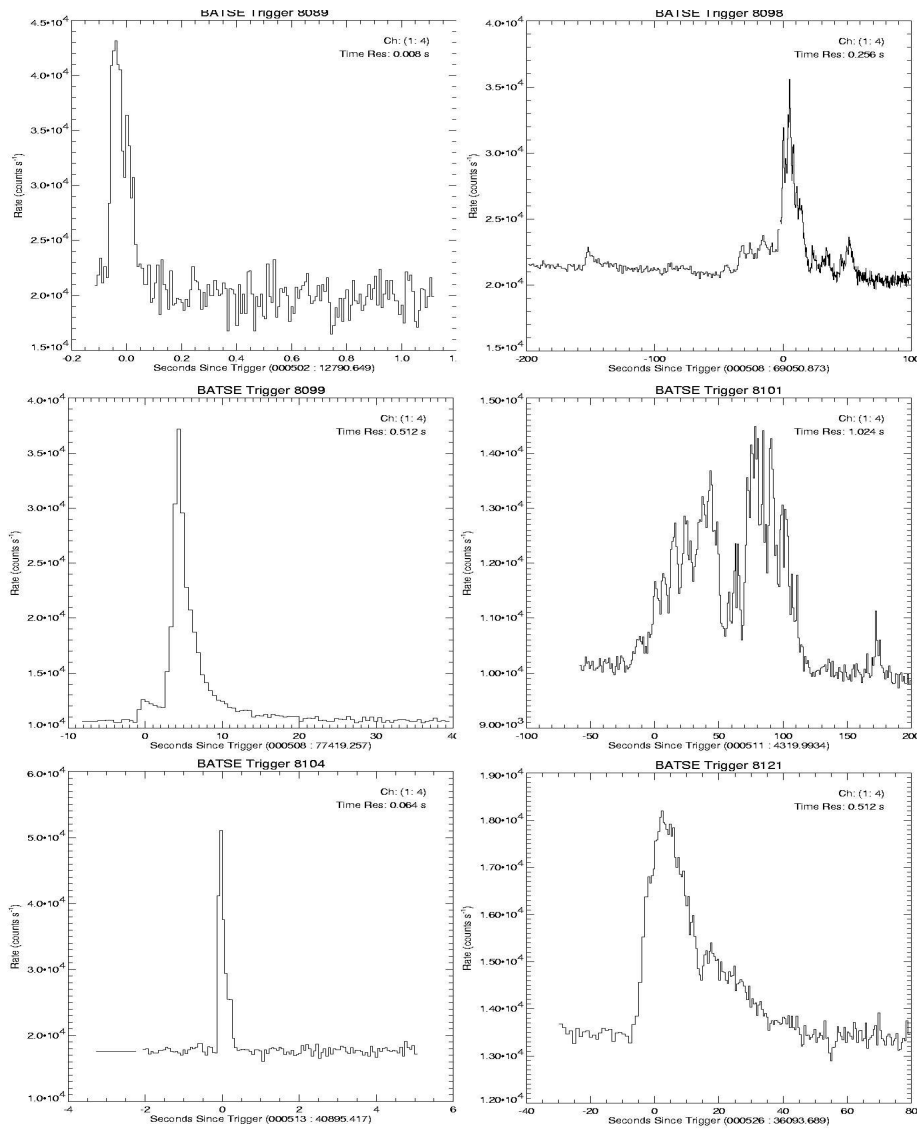 BATSE Trigger 8089
Ch: (1: 4)
Time Res: 0.008 s
Rate (counts s⁻¹)
4.5•10⁴
4.0•10⁴
3.5•10⁴
3.0•10⁴
2.5•10⁴
2.0•10⁴
1.5•10⁴
-0.2 0.0 0.2 0.4 0.6 0.8 1.0 1.
Seconds Since Trigger (000502 : 12790.649)
BATSE Trigger 8098
Ch: (1: 4)
Time Res: 0.256 s
Rate (counts s⁻¹)
4.0•10⁴
3.5•10⁴
3.0•10⁴
2.5•10⁴
2.0•10⁴
1.5•10⁴
-200 -100 0 100
Seconds Since Trigger (000508 : 69050.873)
BATSE Trigger 8099
Ch: (1: 4)
Time Res: 0.512 s
Rate (counts s⁻¹)
4.0•10⁴
3.5•10⁴
3.0•10⁴
2.5•10⁴
2.0•10⁴
1.5•10⁴
1.0•10⁴
-10 0 10 20 30 40
Seconds Since Trigger (000508 : 77419.257)
BATSE Trigger 8101
Ch: (1: 4)
Time Res: 1.024 s
Rate (counts s⁻¹)
1.50•10⁴
1.40•10⁴
1.30•10⁴
1.20•10⁴
1.10•10⁴
1.00•10⁴
9.00•10³
-100 -50 0 50 100 150 200
Seconds Since Trigger (000511 : 4319.9934)
BATSE Trigger 8104
Ch: (1: 4)
Time Res: 0.064 s
Rate (counts s⁻¹)
6.0•10⁴
5.0•10⁴
4.0•10⁴
3.0•10⁴
2.0•10⁴
1.0•10⁴
-4 -2 0 2 4 6
Seconds Since Trigger (000513 : 40895.417)
BATSE Trigger 8121
Ch: (1: 4)
Time Res: 0.512 s
Rate (counts s⁻¹)
1.9•10⁴
1.8•10⁴
1.7•10⁴
1.6•10⁴
1.5•10⁴
1.4•10⁴
1.3•10⁴
1.2•10⁴
-40 -20 0 20 40 60 80
Seconds Since Trigger (000526 : 36093.689)